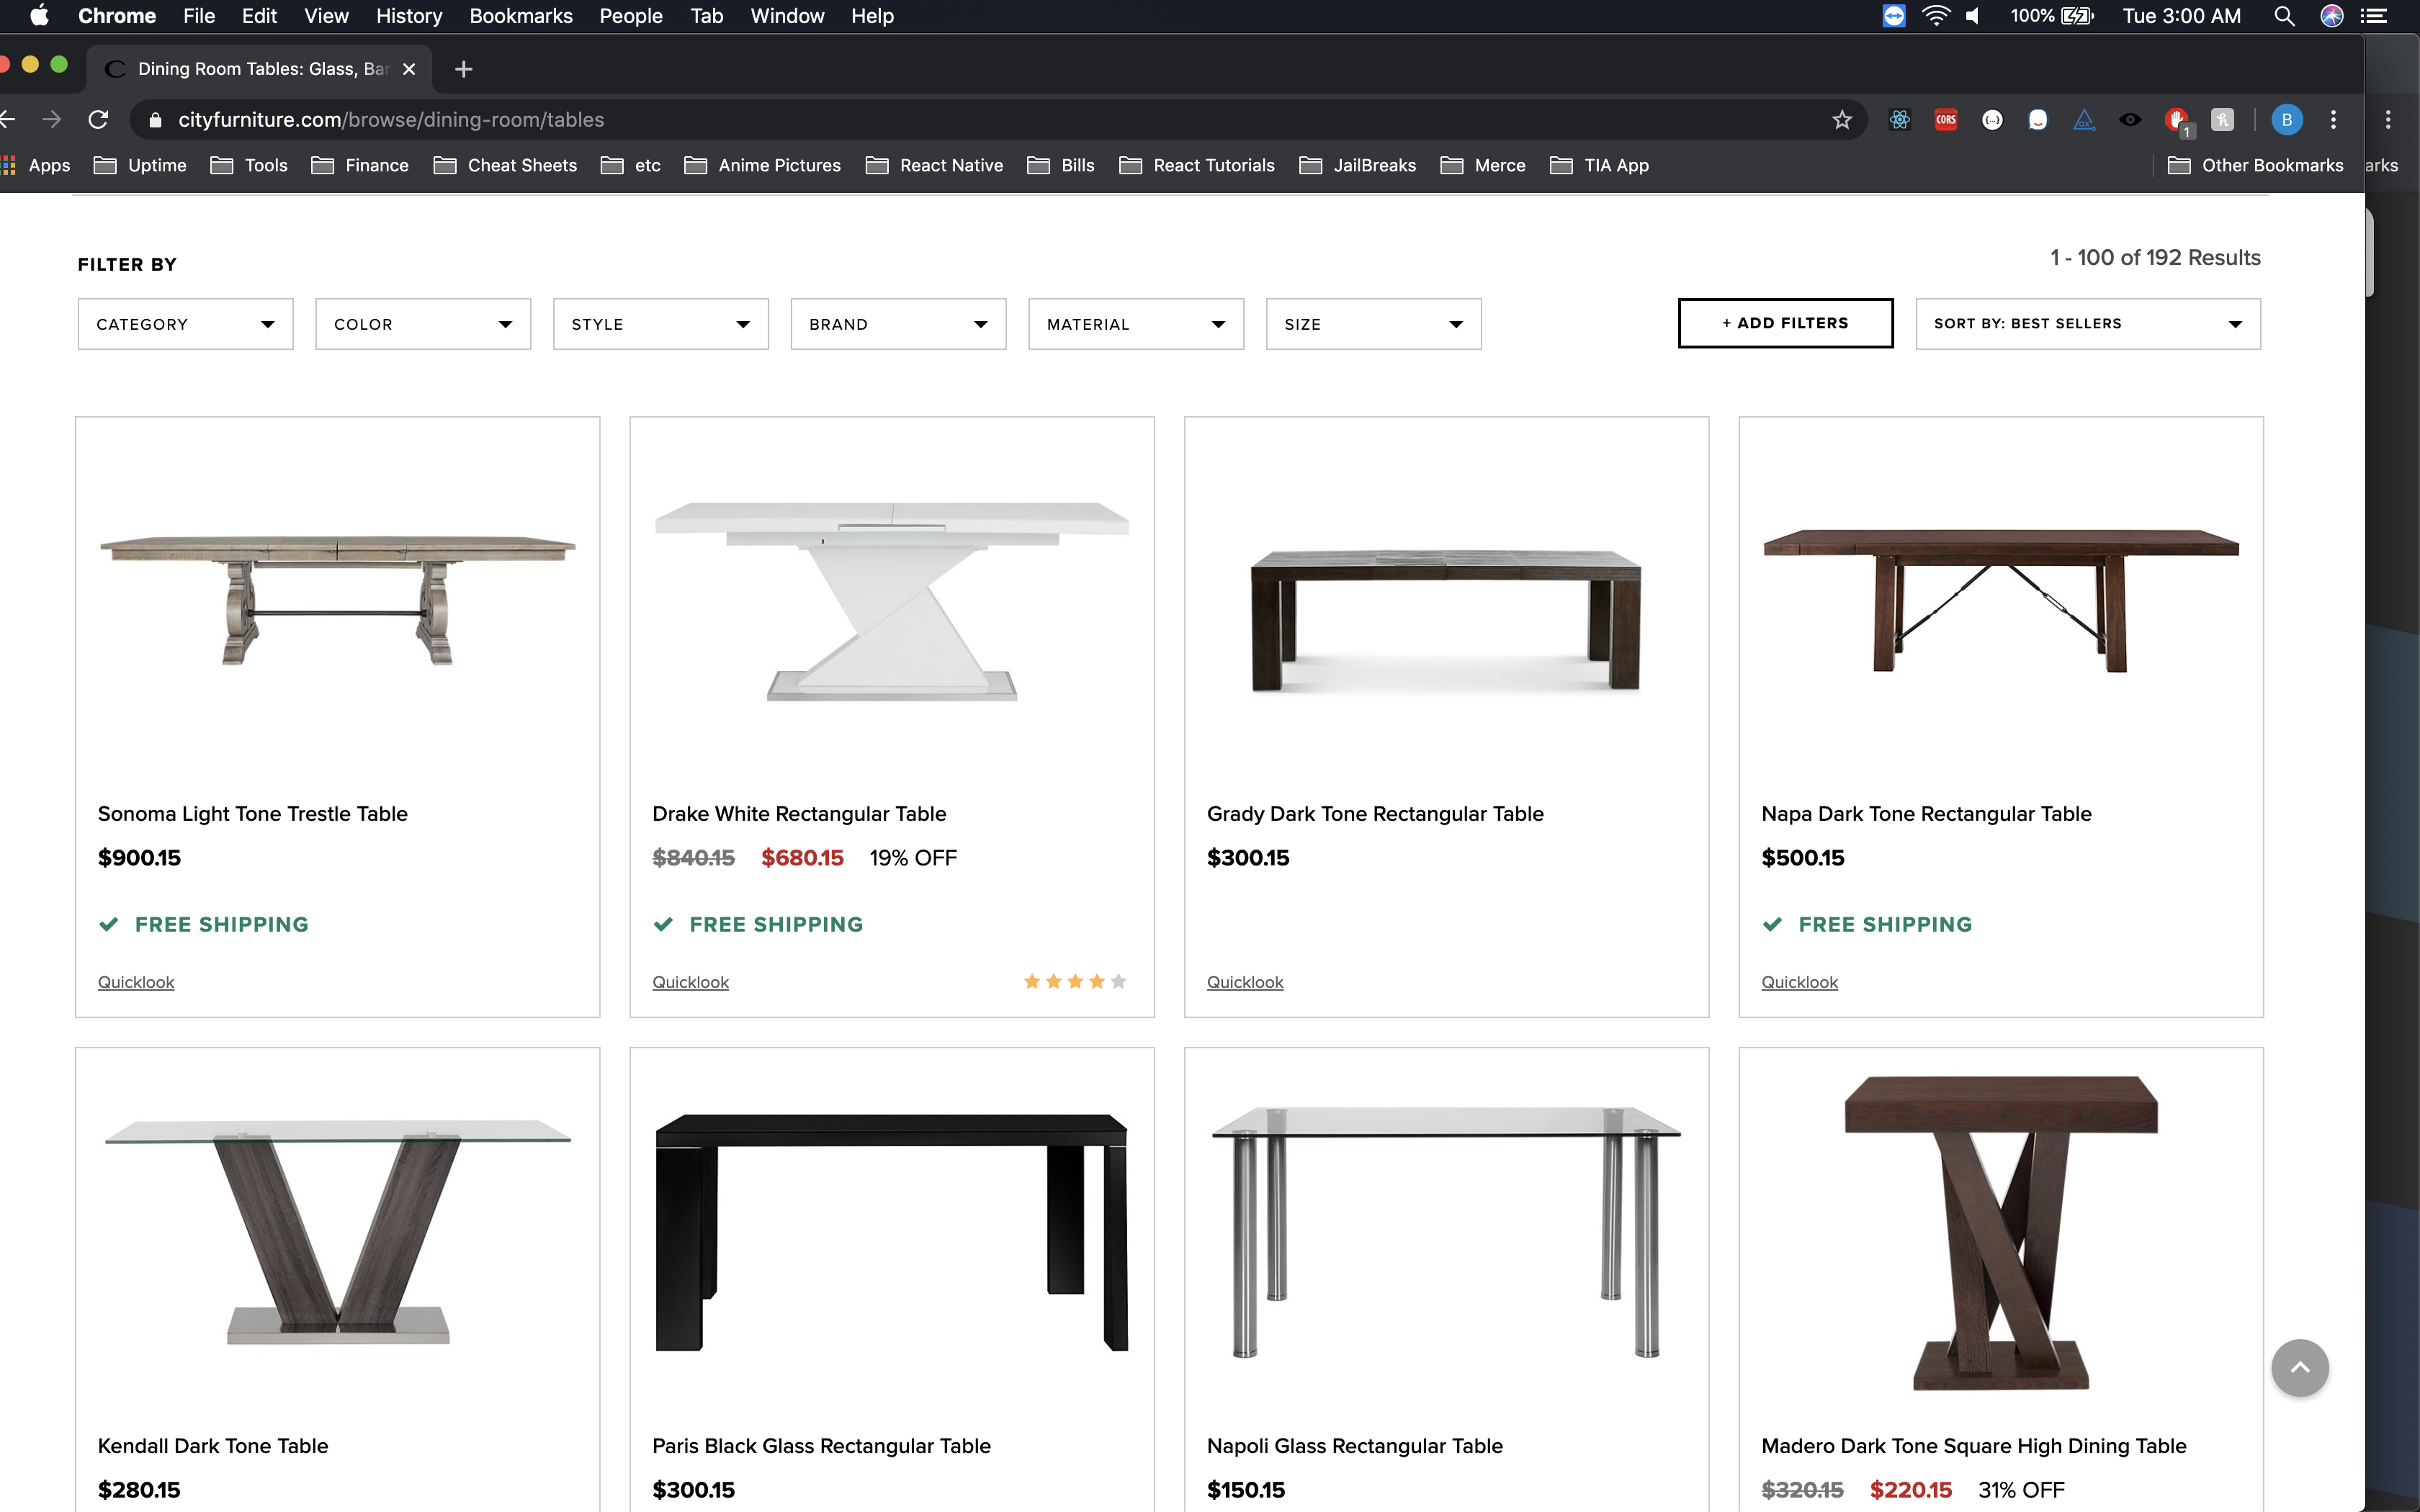 Chrome File Edit View History Bookmarks People Tab Window Help 100% Tue 3:00 AM
Dining Room Tables: Glass, Bar
cityfurniture.com/browse/dining-room/tables CORS 1 B
Apps Uptime Tools Finance Cheat Sheets etc Anime Pictures React Native Bills React Tutorials JailBreaks Merce TIA App Other Bookmarks arks
1 - 100 of 192 Results
FILTER BY
CATEGORY COLOR STYLE BRAND MATERIAL SIZE + ADD FILTERS SORT BY: BEST SELLERS
Sonoma Light Tone Trestle Table
$900.15
FREE SHIPPING
Quicklook
Drake White Rectangular Table
$840.15 $680.15 19% OFF
FREE SHIPPING
Quicklook
Grady Dark Tone Rectangular Table
$300.15
Quicklook
Napa Dark Tone Rectangular Table
$500.15
FREE SHIPPING
Quicklook
Kendall Dark Tone Table
$280.15
Paris Black Glass Rectangular Table
$300.15
Napoli Glass Rectangular Table
$150.15
Madero Dark Tone Square High Dining Table
$320.15 $220.15 31% OFF